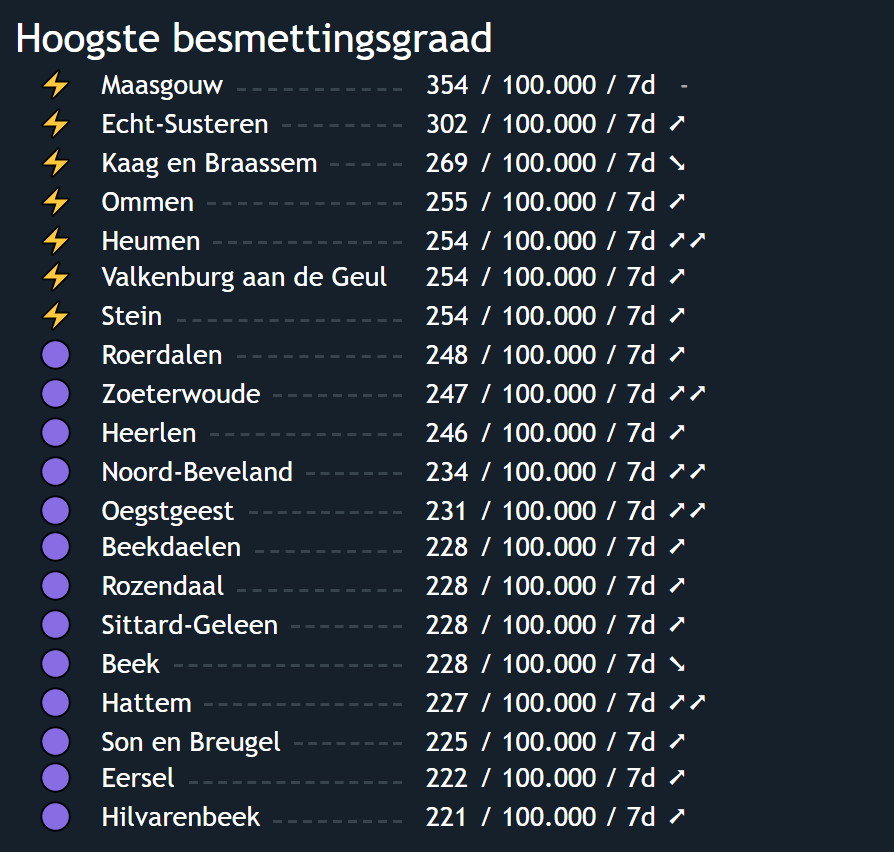 Hoogste besmettingsgraad
⚡ Maasgouw 354 / 100.000 / 7d -
⚡ Echt-Susteren 302 / 100.000 / 7d ➚
⚡ Kaag en Braassem 269 / 100.000 / 7d ➘
⚡ Ommen 255 / 100.000 / 7d ➚
⚡ Heumen 254 / 100.000 / 7d ➚➚
⚡ Valkenburg aan de Geul 254 / 100.000 / 7d ➚
⚡ Stein 254 / 100.000 / 7d ➚
🟣 Roerdalen 248 / 100.000 / 7d ➚
🟣 Zoeterwoude 247 / 100.000 / 7d ➚➚
🟣 Heerlen 246 / 100.000 / 7d ➚
🟣 Noord-Beveland 234 / 100.000 / 7d ➚➚
🟣 Oegstgeest 231 / 100.000 / 7d ➚➚
🟣 Beekdaelen 228 / 100.000 / 7d ➚
🟣 Rozendaal 228 / 100.000 / 7d ➚
🟣 Sittard-Geleen 228 / 100.000 / 7d ➚
🟣 Beek 228 / 100.000 / 7d ➘
🟣 Hattem 227 / 100.000 / 7d ➚➚
🟣 Son en Breugel 225 / 100.000 / 7d ➚
🟣 Eersel 222 / 100.000 / 7d ➚
🟣 Hilvarenbeek 221 / 100.000 / 7d ➚